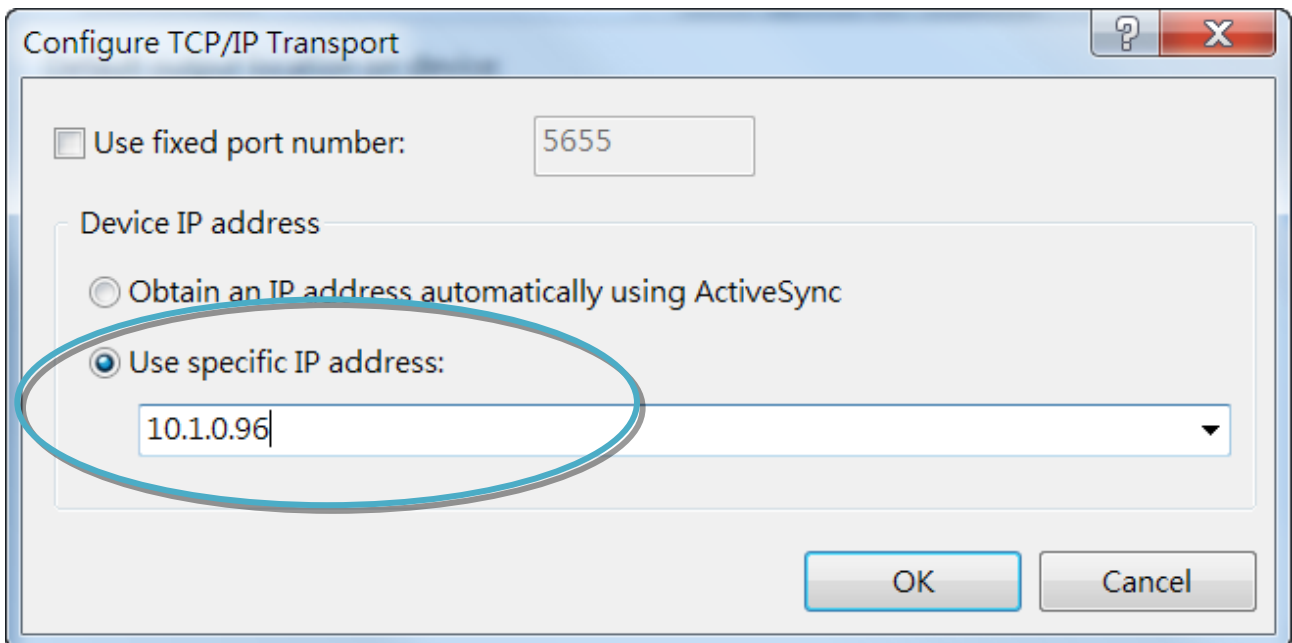 Configure TCP/IP Transport
Use fixed port number: 5655
Device IP address
Obtain an IP address automatically using ActiveSync
Use specific IP address:
10.1.0.96
OK Cancel